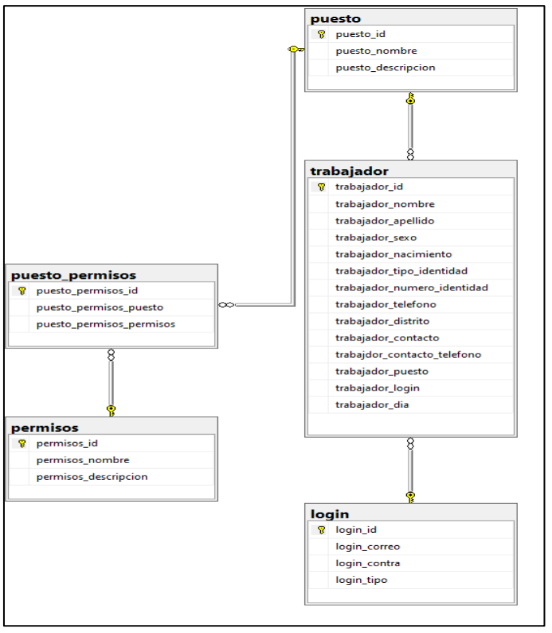 puesto
puesto_id
puesto_nombre
puesto_descripcion
trabajador
trabajador_id
trabajador_nombre
trabajador_apellido
trabajador_sexo
trabajador_nacimiento
trabajador_tipo_identidad
trabajador_numero_identidad
trabajador_telefono
trabajador_distrito
trabajador_contacto
trabajdor_contacto_telefono
trabajador_puesto
trabajador_login
trabajador_dia
puesto_permisos
puesto_permisos_id
puesto_permisos_puesto
puesto_permisos_permisos
permisos
permisos_id
permisos_nombre
permisos_descripcion
login
login_id
login_correo
login_contra
login_tipo